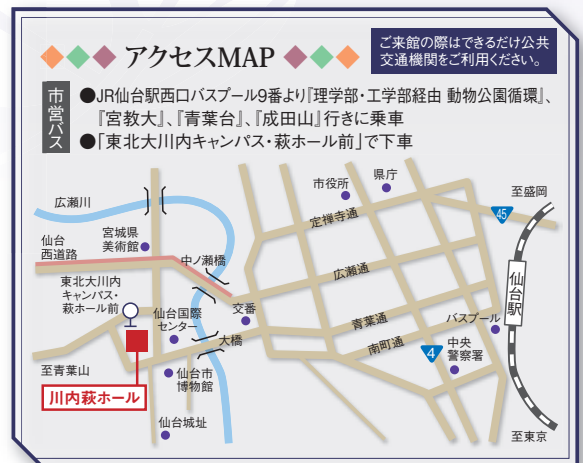 アクセスMAP
ご来館の際はできるだけ公共
交通機関をご利用ください。
市営バス
●JR仙台駅西口バスプール9番より『理学部・工学部経由 動物公園循環』、
『宮教大』、『青葉台』、『成田山』行きに乗車
●「東北大川内キャンパス・萩ホール前」で下車
広瀬川
仙台
西道路
宮城県
美術館
中ノ瀬橋
東北大川内
キャンパス・
萩ホール前
仙台国際
センター
交番
大橋
至青葉山
川内萩ホール
仙台市
博物館
仙台城址
市役所
県庁
定禅寺通
広瀬通
青葉通
南町通
至盛岡
45
仙台駅
バスプール
4
中央
警察署
至東京